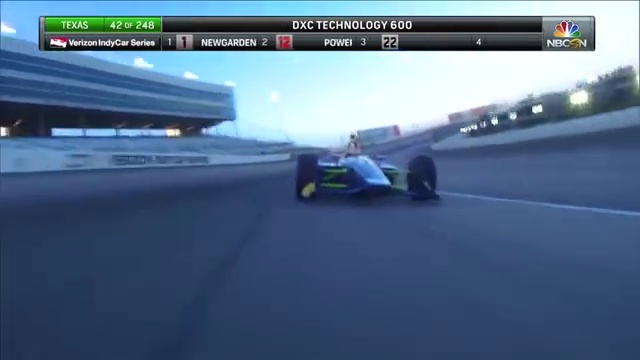 TEXAS 42 OF 248 DXC TECHNOLOGY 600
Verizon IndyCar Series 1 1 NEWGARDEN 2 12 POWE 3 22 4
NBCSN